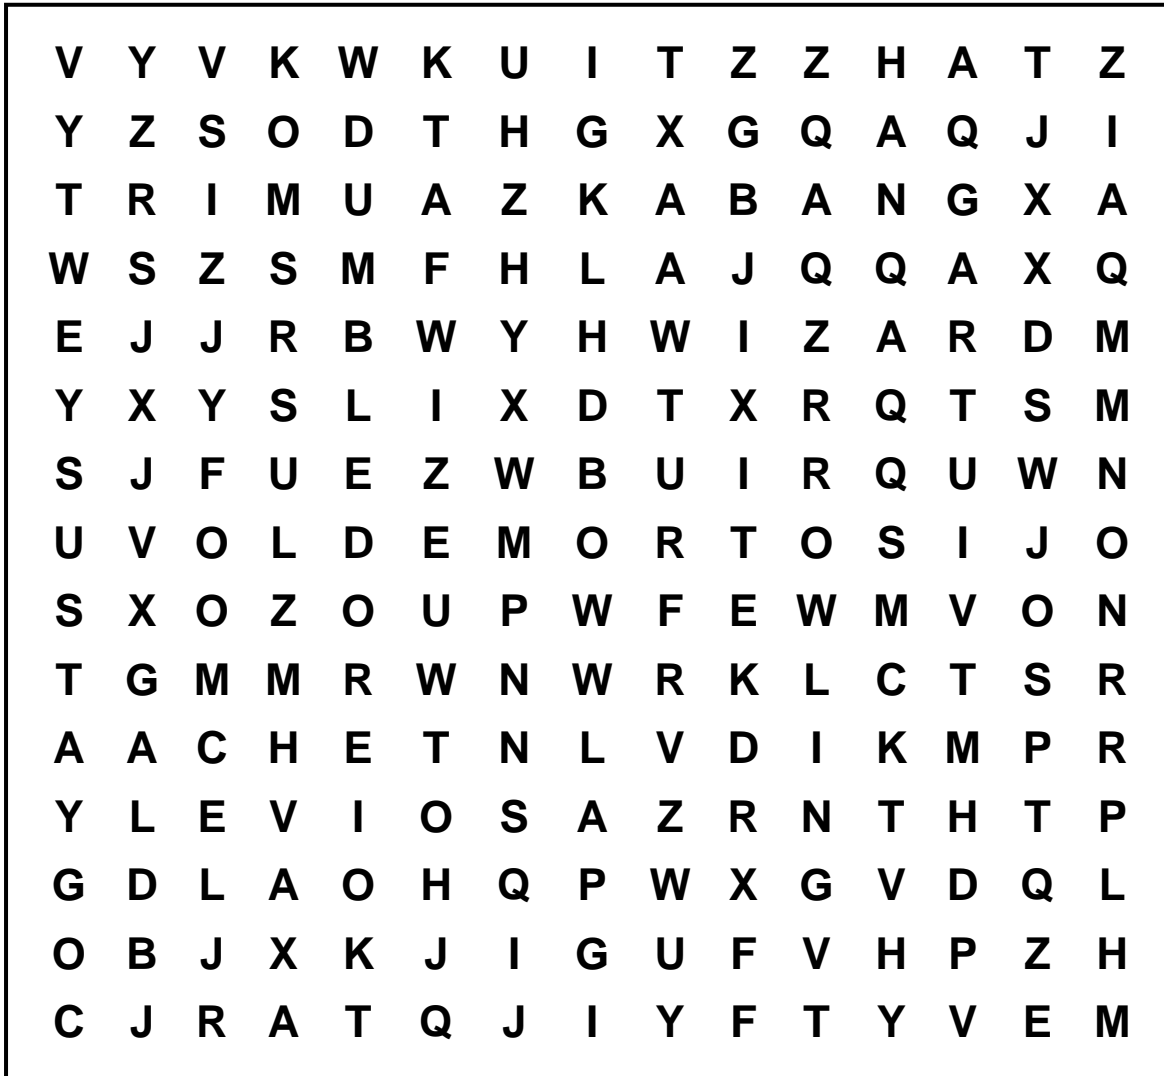 V Y V K W K U I T Z Z H A T Z
Y Z S O D T H G X G Q A Q J I
T R I M U A Z K A B A N G X A
W S Z S M F H L A J Q Q A X Q
E J J R B W Y H W I Z A R D M
Y X Y S L I X D T X R Q T S M
S J F U E Z W B U I R Q U W N
U V O L D E M O R T O S I J O
S X O Z O U P W F E W M V O N
T G M M R W N W R K L C T S R
A A C H E T N L V D I K M P R
Y L E V I O S A Z R N T H T P
G D L A O H Q P W X G V D Q L
O B J X K J I G U F V H P Z H
C J R A T Q J I Y F T Y V E M